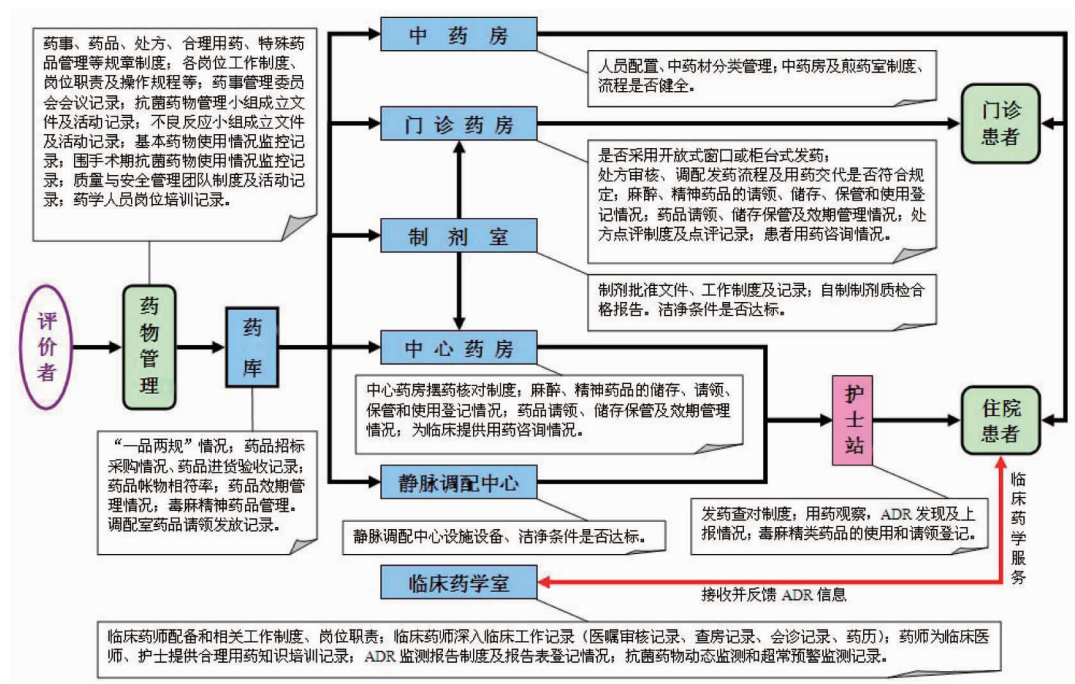 药事、药品、处方、合理用药、特殊药
品管理等规章制度；各岗位工作制度、
岗位职责及操作规程等；药事管理委员
会会议记录；抗菌药物管理小组成立文
件及活动记录；不良反应小组成立文件
及活动记录；基本药物使用情况监控记
录；围手术期抗菌药物使用情况监控记
录；质量与安全管理团队制度及活动记
录；药学人员岗位培训记录。
中药房
人员配置、中药材分类管理；中药房及煎药室制度、
流程是否健全。
门诊药房
门诊
患者
是否采用开放式窗口或柜台式发药；
处方审核、调配发药流程及用药交代是否符合规
定；麻醉、精神药品的请领、储存、保管和使用登
记情况；药品请领、储存保管及效期管理情况；处
方点评制度及点评记录；患者用药咨询情况。
制剂室
制剂批准文件、工作制度及记录；自制制剂质检合
格报告。洁净条件是否达标。
评价者
药物管理
药库
中心药房
中心药房摆药核对制度；麻醉、精神药品的储存、请领、
保管和使用登记情况；药品请领、储存保管及效期管理
情况；为临床提供用药咨询情况。
护士站
住院
患者
“一品两规”情况；药品招标
采购情况、药品进货验收记录；
药品帐物相符率；药品效期管
理情况；毒麻精神药品管理。
调配室药品请领发放记录。
静脉调配中心
静脉调配中心设施设备、洁净条件是否达标。
发药查对制度；用药观察，ADR 发现及上
报情况；毒麻精类药品的使用和请领登记。
临床药学服务
临床药学室
接收并反馈 ADR 信息
临床药师配备和相关工作制度、岗位职责；临床药师深入临床工作记录（医嘱审核记录、查房记录、会诊记录、药历）；药师为临床医
师、护士提供合理用药知识培训记录；ADR 监测报告制度及报告表登记情况；抗菌药物动态监测和超常预警监测记录。